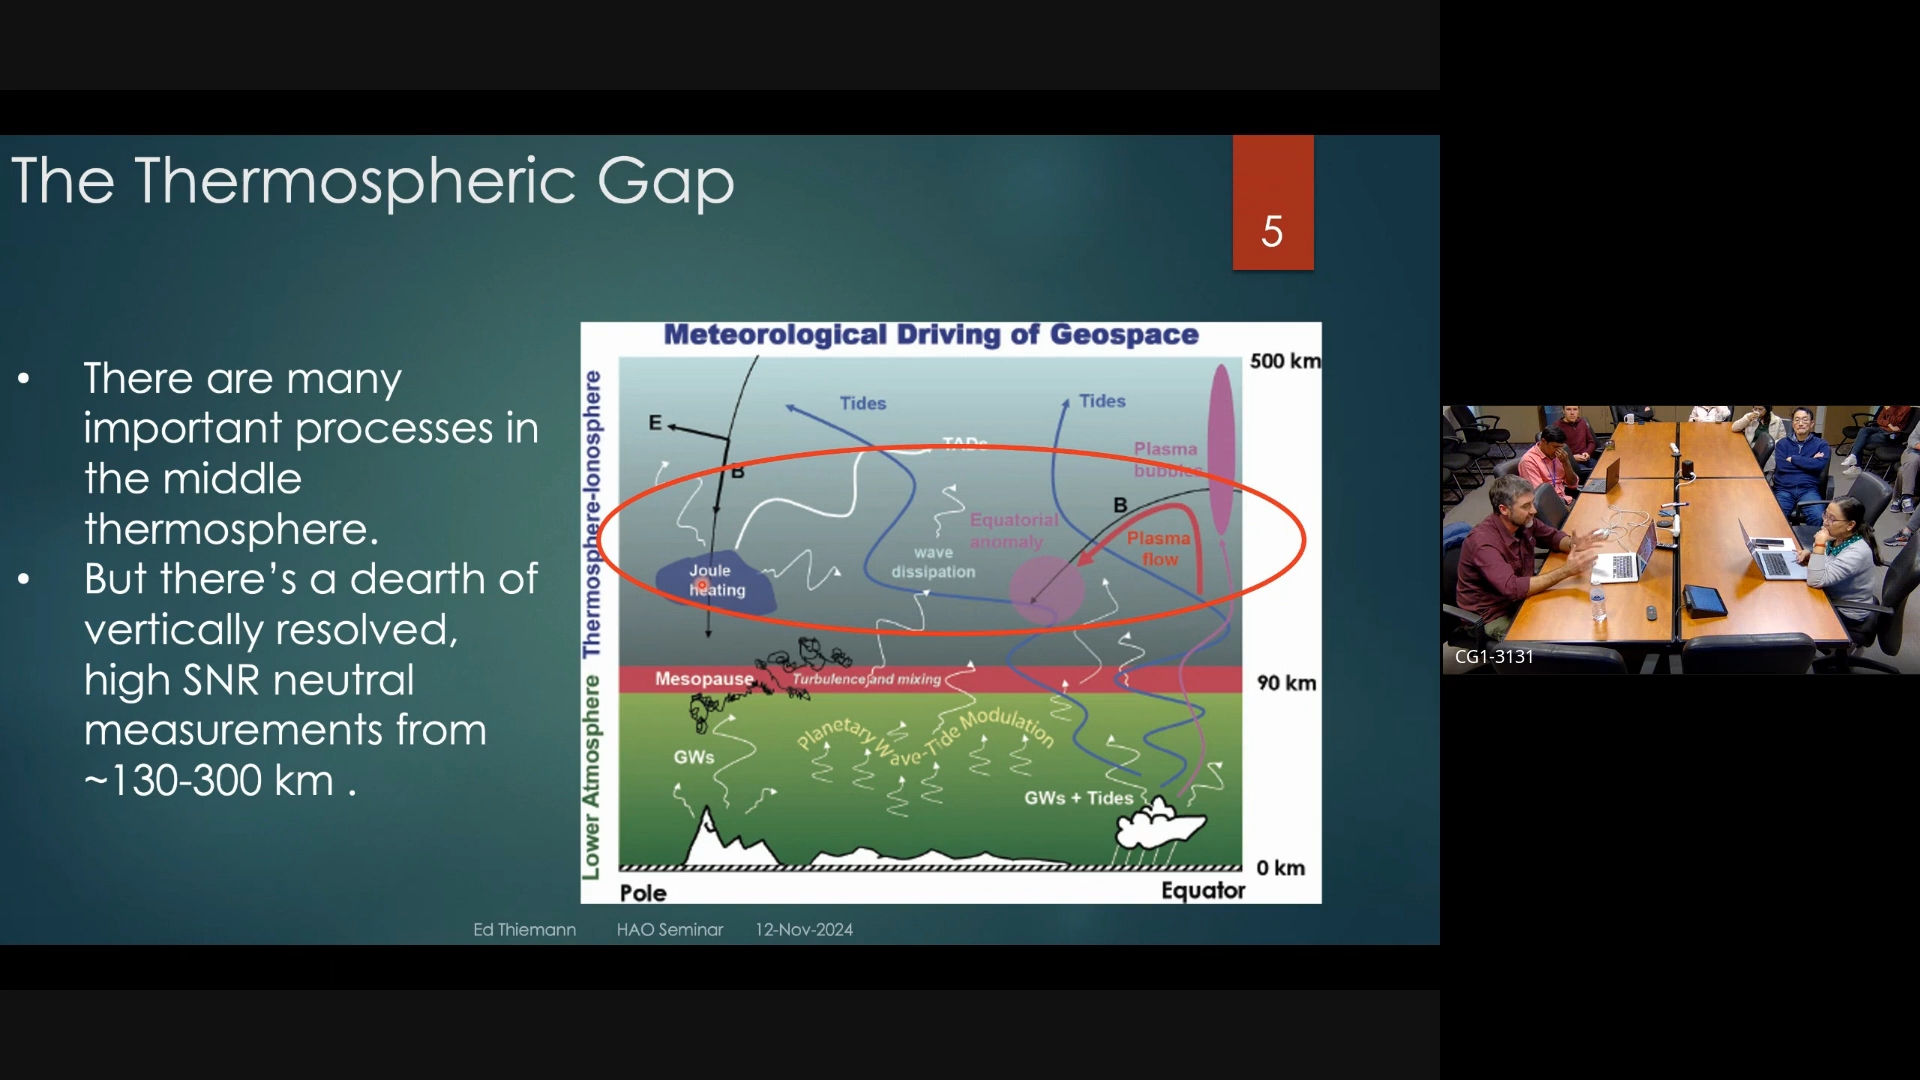 The Thermospheric Gap
5
• There are many
important processes in
the middle
thermosphere.
• But there’s a dearth of
vertically resolved,
high SNR neutral
measurements from
~130-300 km .
Meteorological Driving of Geospace
Thermosphere-Ionosphere
Lower Atmosphere
500 km
E
B
Tides
Tides
TADs
Plasma
bubbles
B
Equatorial
anomaly
Plasma
flow
wave
dissipation
Joule
heating
Mesopause
Turbulence and mixing
90 km
Planetary Wave-Tide Modulation
GWs
GWs + Tides
0 km
Pole
Equator
Ed Thiemann HAO Seminar 12-Nov-2024
CG1-3131